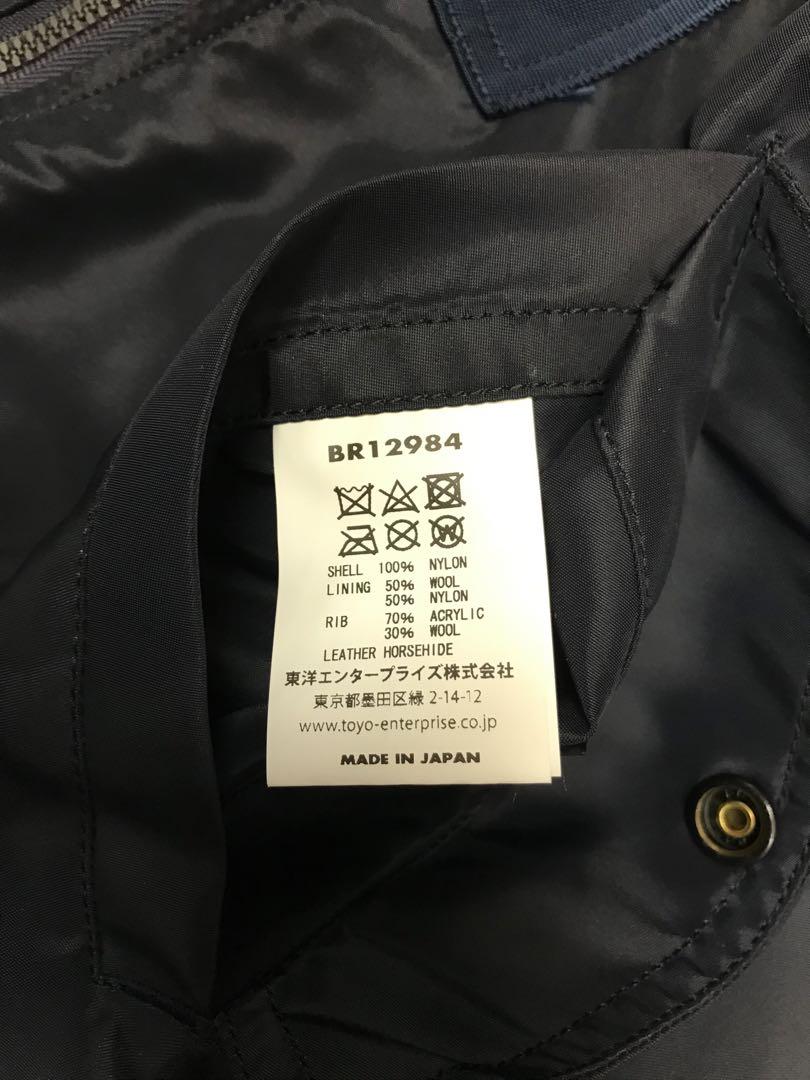 BR12984
SHELL 100% NYLON
LINING 50% WOOL
50% NYLON
RIB 70% ACRYLIC
30% WOOL
LEATHER HORSEHIDE
東洋エンタープライズ株式会社
東京都墨田区緑 2-14-12
www.toyo-enterprise.co.jp
MADE IN JAPAN